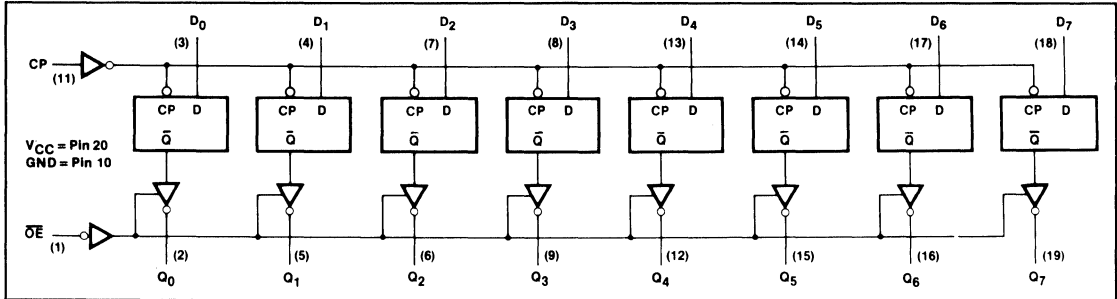 D0 D1 D2 D3 D4 D5 D6 D7
(3) (4) (7) (8) (13) (14) (17) (18)
CP
(11)
CP D CP D CP D CP D CP D CP D CP D CP D
Q̅ Q̅ Q̅ Q̅ Q̅ Q̅ Q̅ Q̅
VCC = Pin 20
GND = Pin 10
O̅E̅
(1)
(2) (5) (6) (9) (12) (15) (16) (19)
Q0 Q1 Q2 Q3 Q4 Q5 Q6 Q7